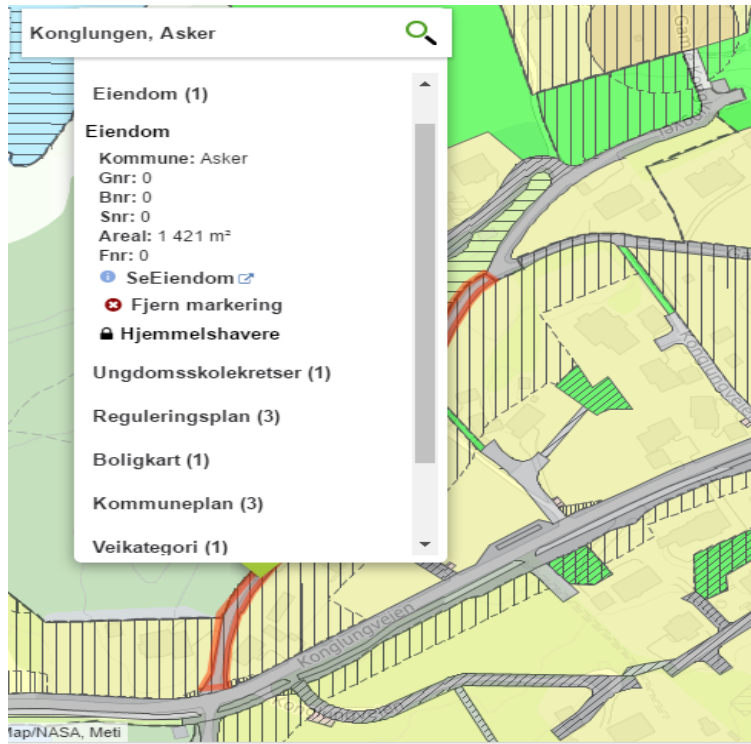 Konglungen, Asker
Eiendom (1)
Eiendom
Kommune: Asker
Gnr: 0
Bnr: 0
Snr: 0
Areal: 1 421 m²
Fnr: 0
SeEiendom
Fjern markering
Hjemmelshavere
Ungdomsskolekretser (1)
Reguleringsplan (3)
Boligkart (1)
Kommuneplan (3)
Veikategori (1)
Konglungveien
Map/NASA, Meti